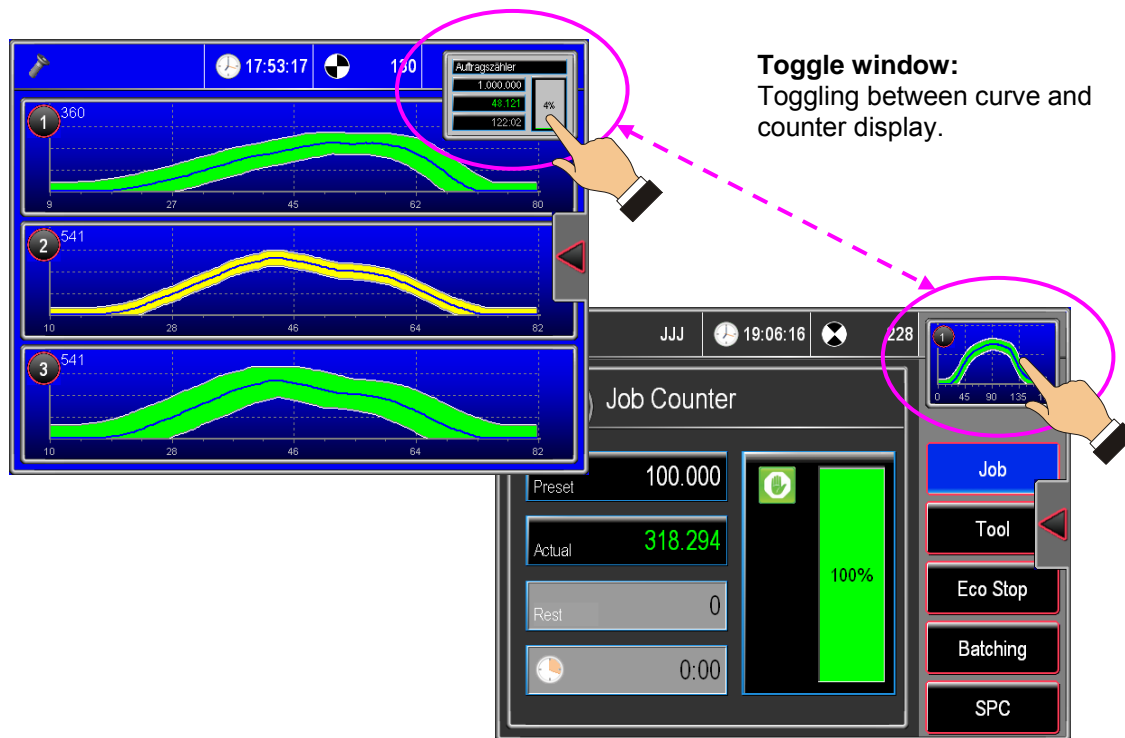 17:53:17 130
Auftragszähler
1.000.000
48.121
122:02
4%
Toggle window:
Toggling between curve and
counter display.
1 360
9 27 45 62 80
2 541
10 28 46 64 82
3 541
10 28 46 64 82
JJJ 19:06:16 228
1
0 45 90 135
Job Counter
Preset 100.000
Actual 318.294
Rest 0
0:00
100%
Job
Tool
Eco Stop
Batching
SPC